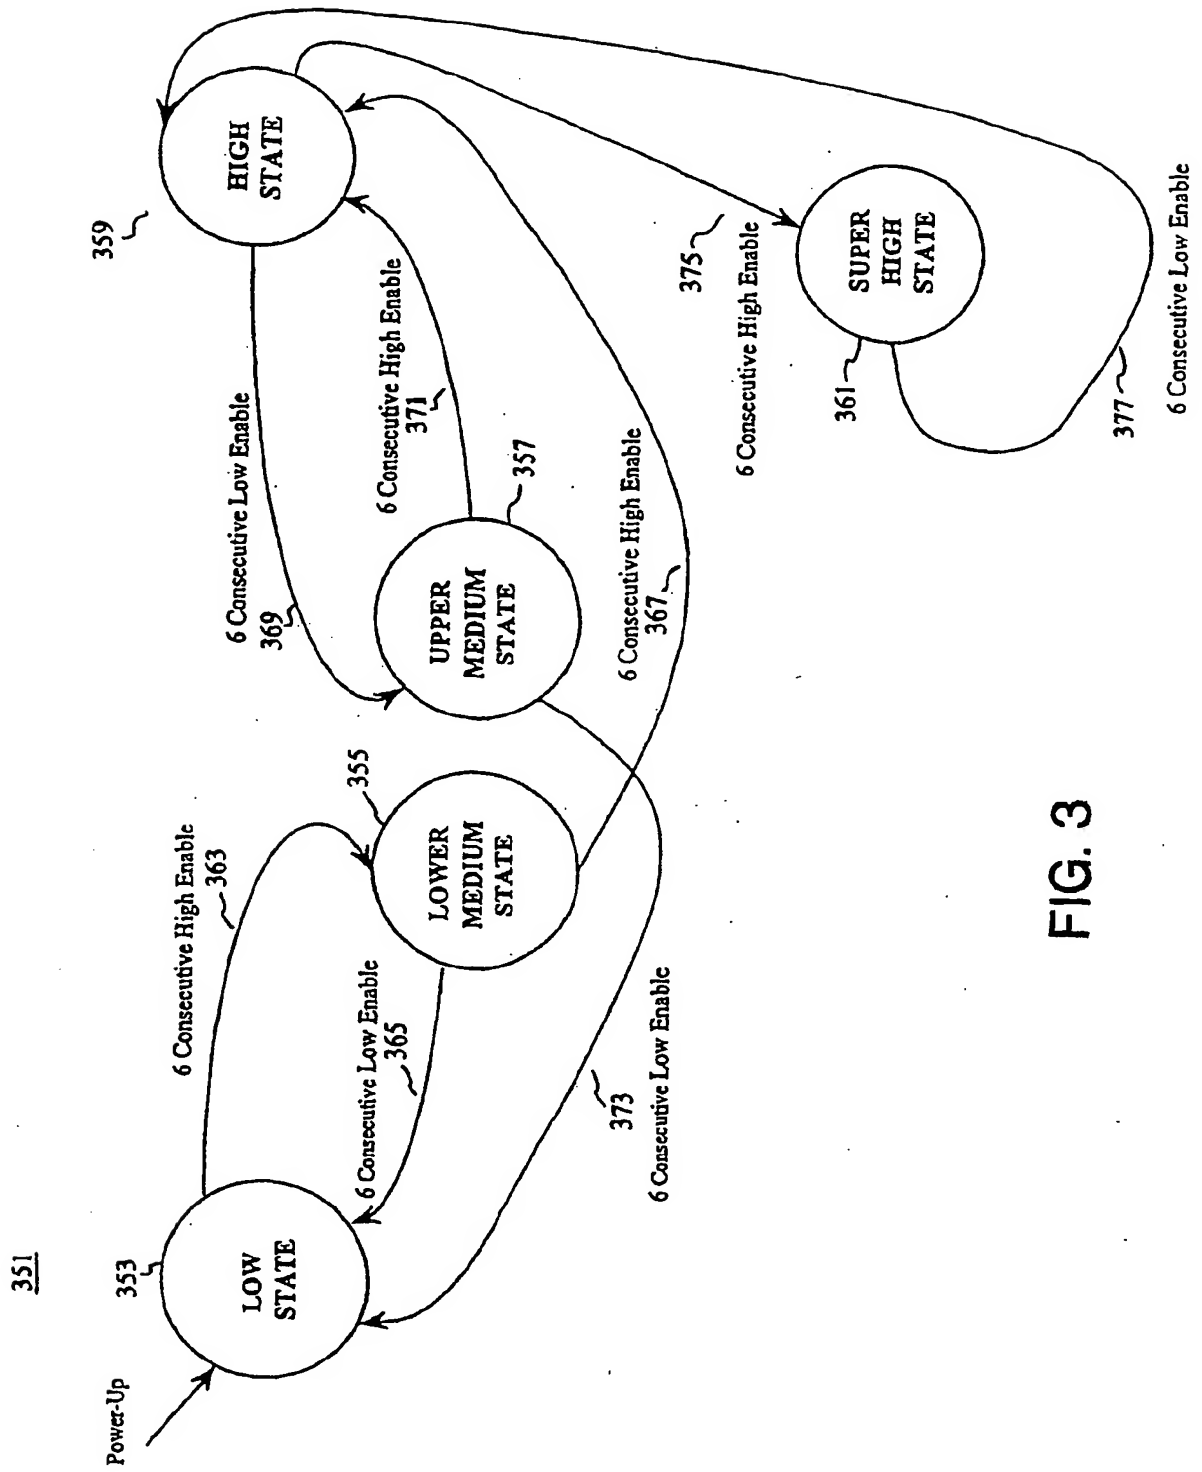 351
Power-Up
353
LOW
STATE
6 Consecutive High Enable
363
6 Consecutive Low Enable
365
355
LOWER
MEDIUM
STATE
373
6 Consecutive Low Enable
UPPER
MEDIUM
STATE
357
6 Consecutive Low Enable
369
6 Consecutive High Enable
371
6 Consecutive High Enable
367
359
HIGH
STATE
375
6 Consecutive High Enable
361
SUPER
HIGH
STATE
377
6 Consecutive Low Enable
FIG. 3